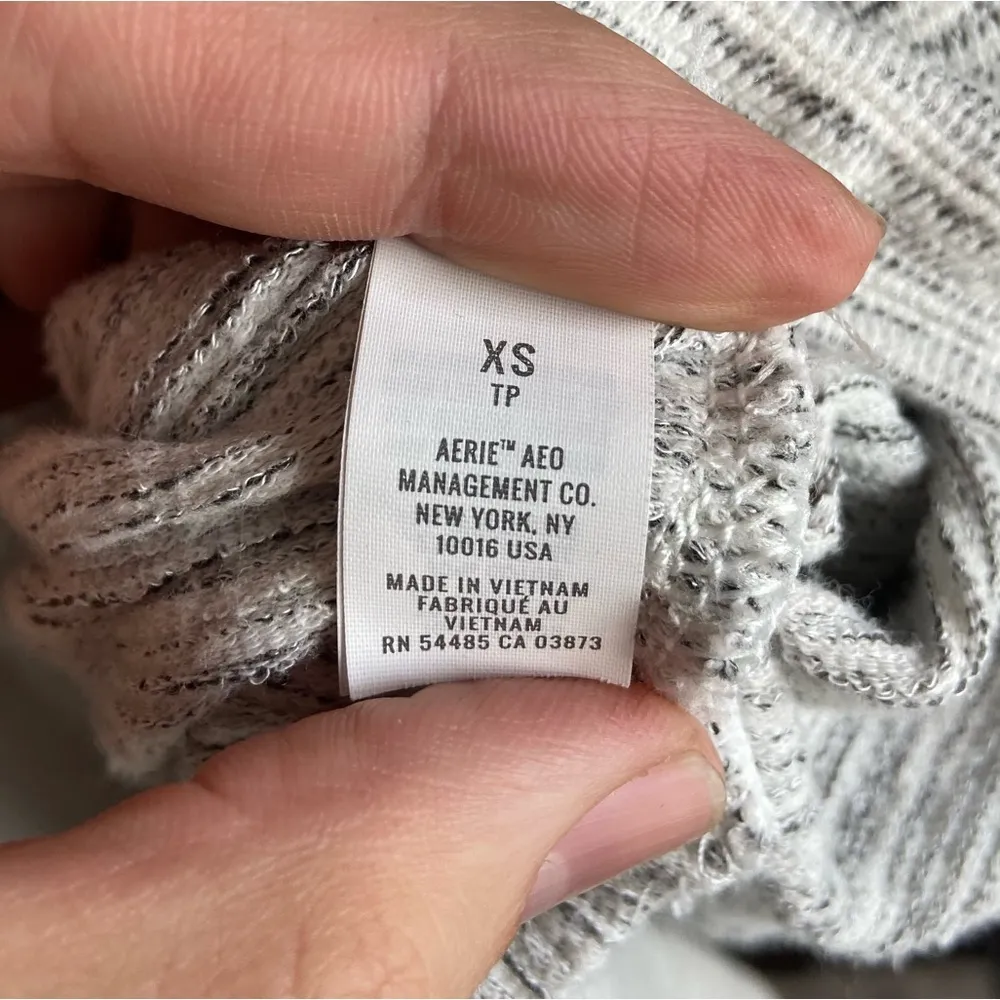 XS
TP
AERIE™ AEO
MANAGEMENT CO.
NEW YORK, NY
10016 USA
MADE IN VIETNAM
FABRIQUÉ AU
VIETNAM
RN 54485 CA 03873